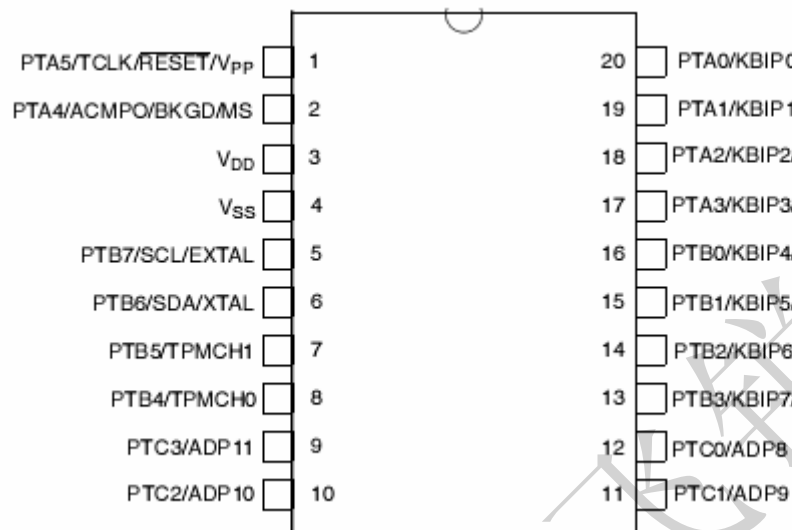 PTA5/TCLK/RESET/VPP 1 20 PTA0/KBIP0
PTA4/ACMPO/BKGD/MS 2 19 PTA1/KBIP1
VDD 3 18 PTA2/KBIP2/
VSS 4 17 PTA3/KBIP3/
PTB7/SCL/EXTAL 5 16 PTB0/KBIP4/
PTB6/SDA/XTAL 6 15 PTB1/KBIP5/
PTB5/TPMCH1 7 14 PTB2/KBIP6
PTB4/TPMCH0 8 13 PTB3/KBIP7/
PTC3/ADP11 9 12 PTC0/ADP8
PTC2/ADP10 10 11 PTC1/ADP9